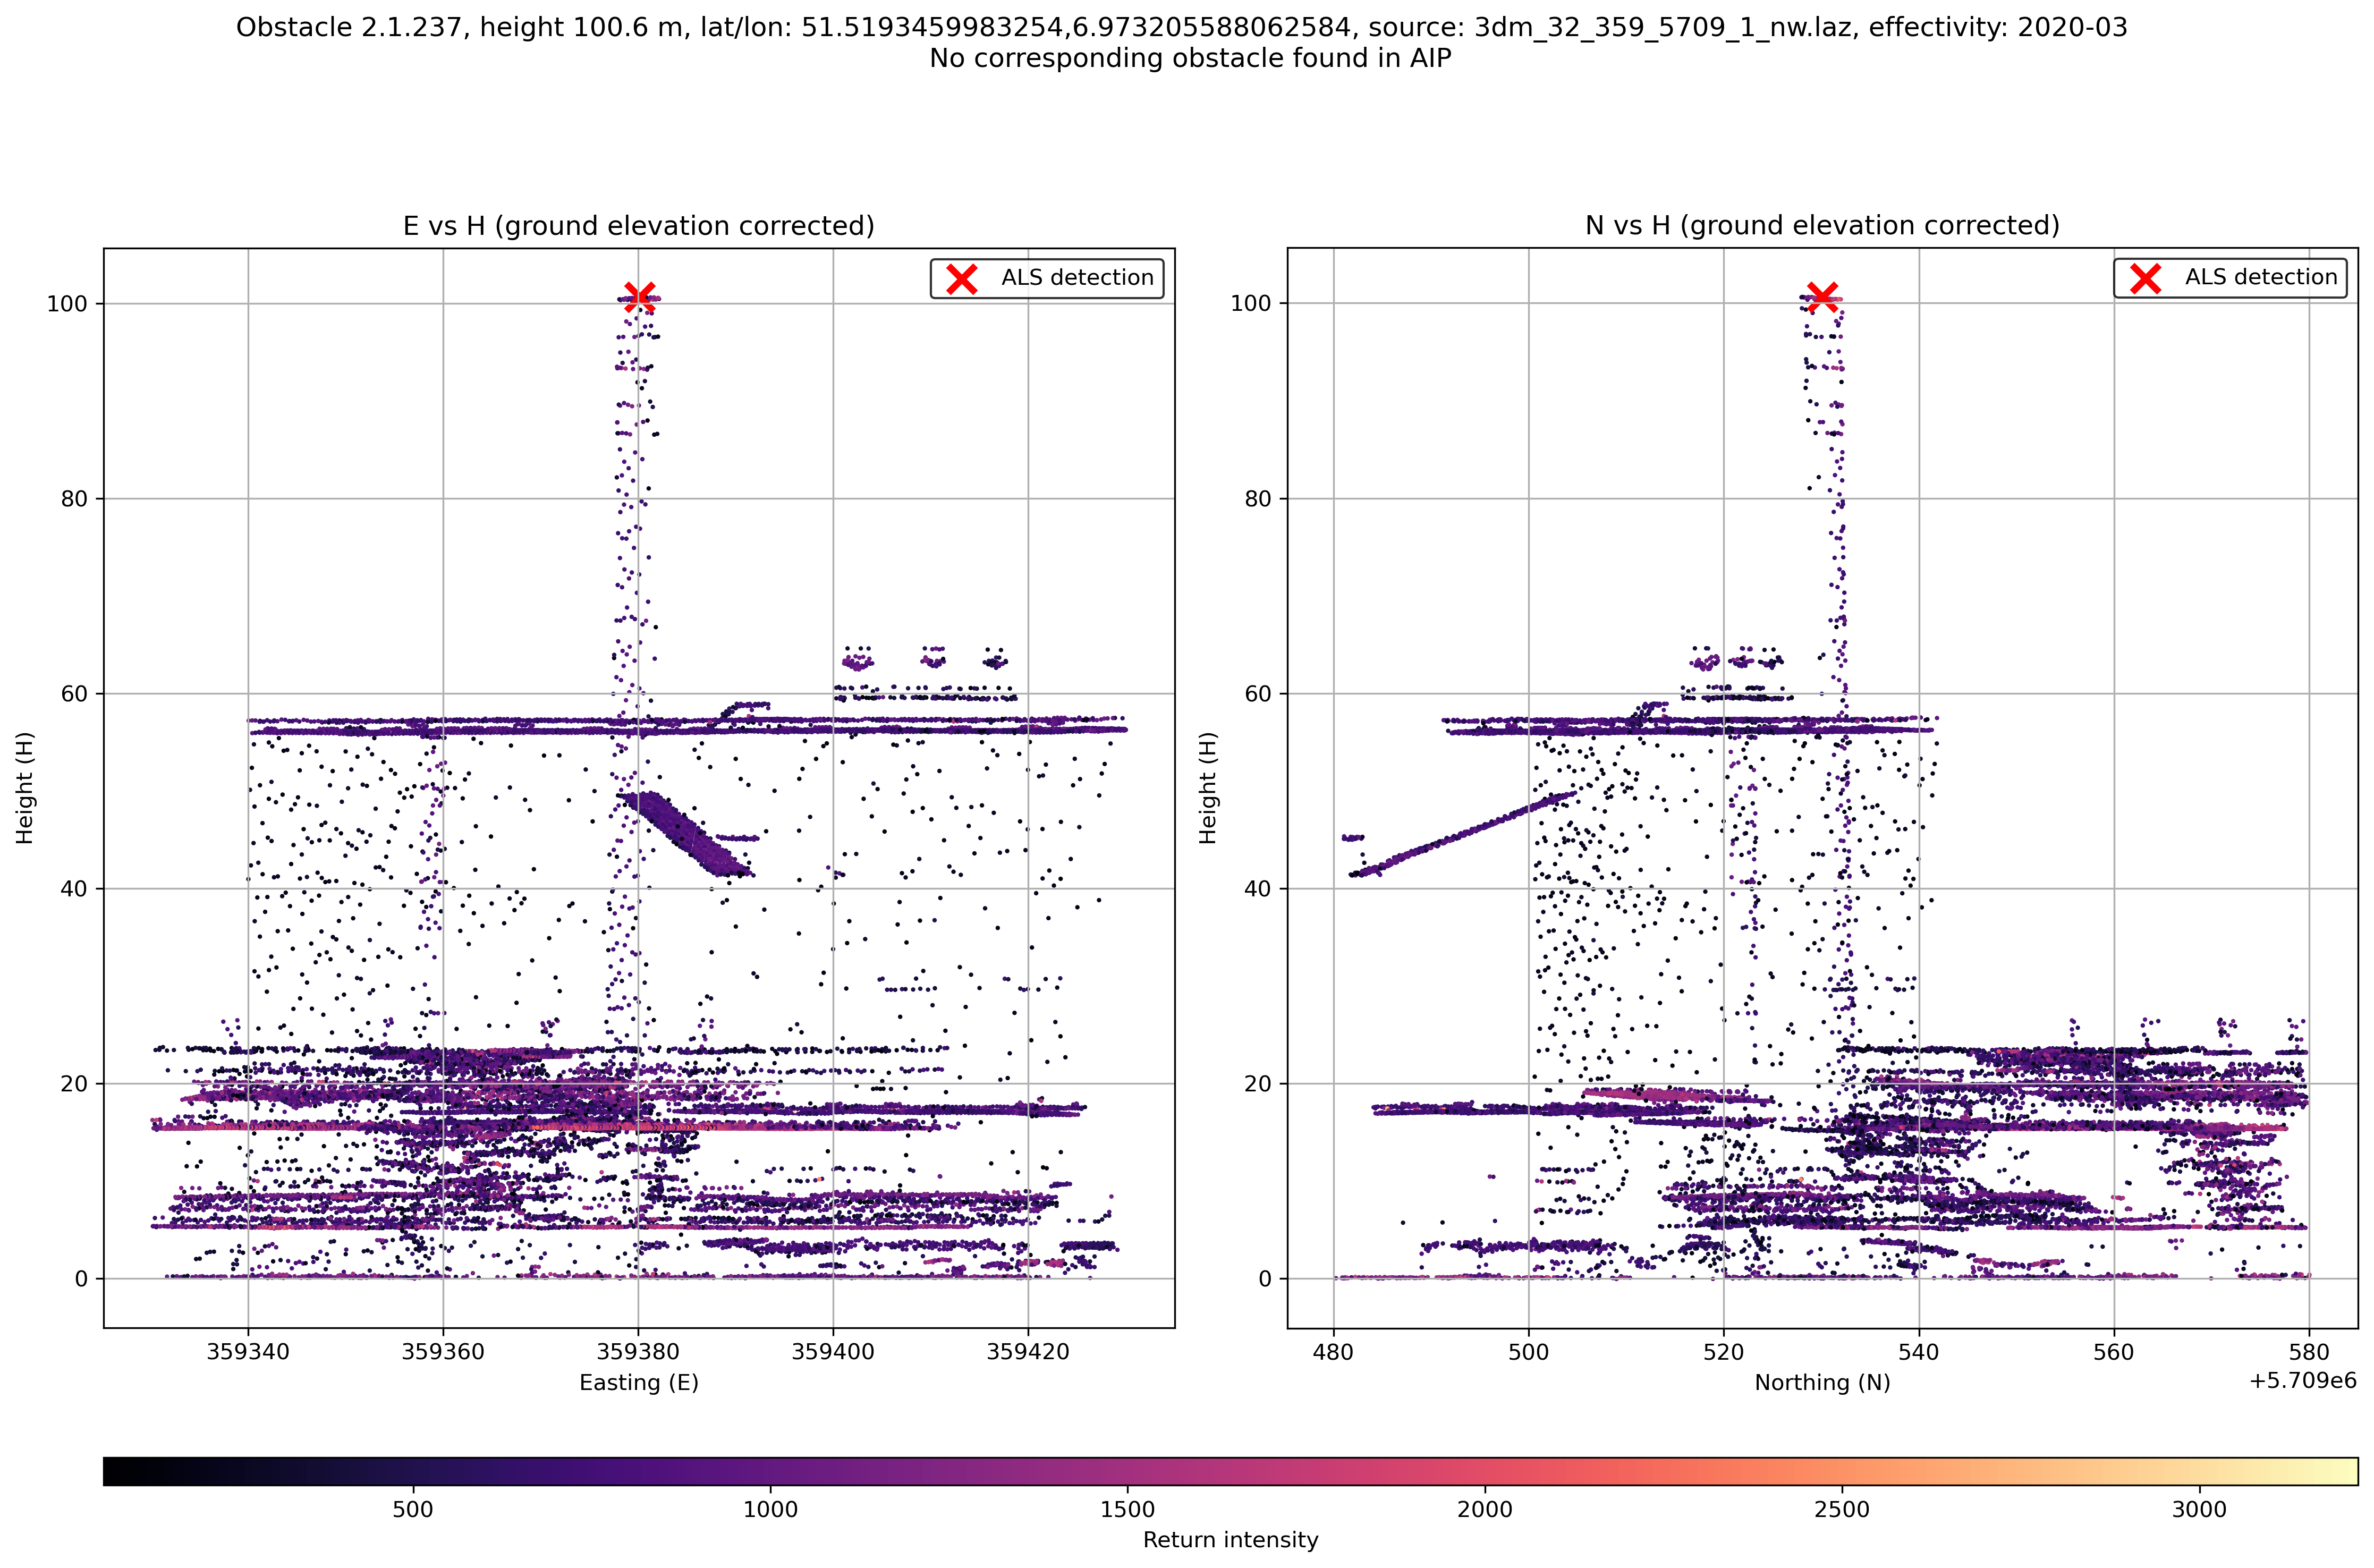 Obstacle 2.1.237, height 100.6 m, lat/lon: 51.5193459983254,6.973205588062584, source: 3dm_32_359_5709_1_nw.laz, effectivity: 2020-03
No corresponding obstacle found in AIP
E vs H (ground elevation corrected)
ALS detection
100
80
60
40
20
0
Height (H)
359340 359360 359380 359400 359420
Easting (E)
N vs H (ground elevation corrected)
ALS detection
100
80
60
40
20
0
Height (H)
480 500 520 540 560 580
+5.709e6
Northing (N)
500 1000 1500 2000 2500 3000
Return intensity